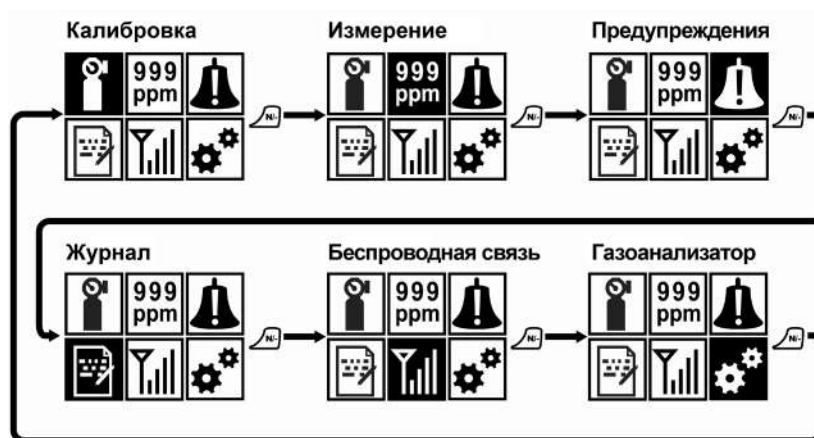 Калибровка
Измерение
Предупреждения
999
ppm
N/-
999
ppm
N/-
999
ppm
N/-
Журнал
Беспроводная связь
Газоанализатор
999
ppm
N/-
999
ppm
N/-
999
ppm
N/-